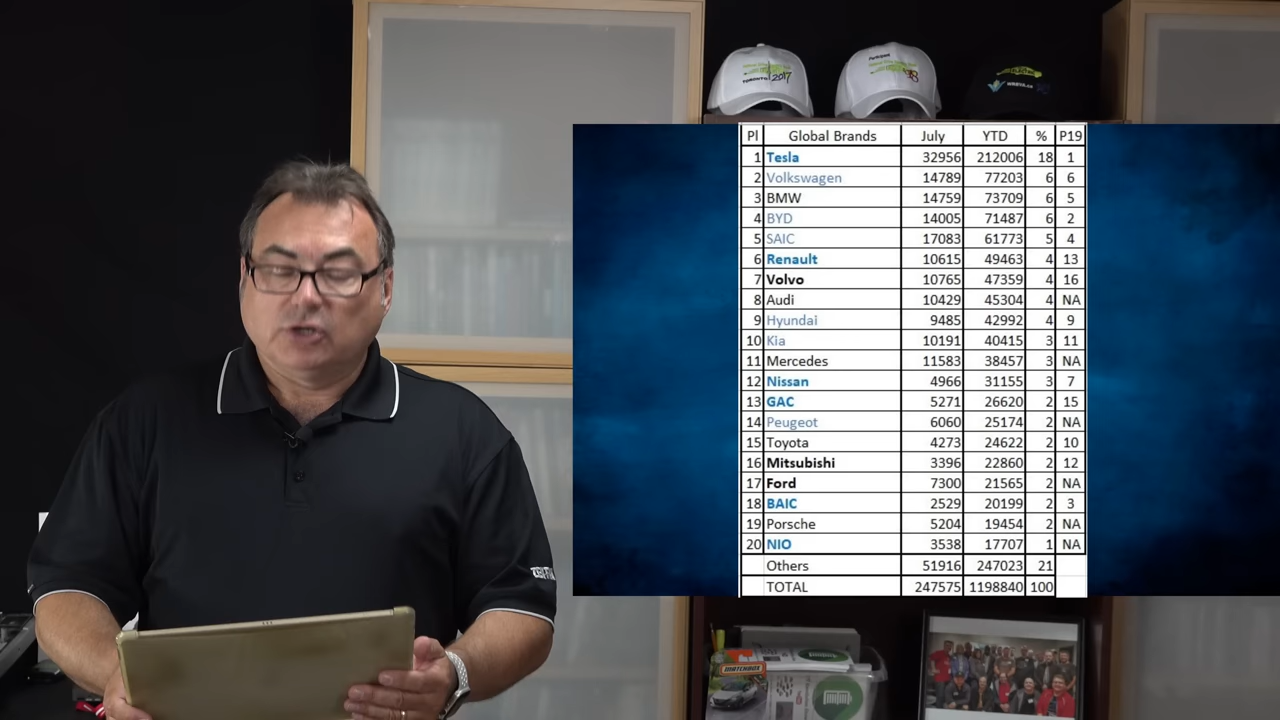 TORONTO 2017
Participant
Pl Global Brands July YTD % P19
1 Tesla 32956 212006 18 1
2 Volkswagen 14789 77203 6 6
3 BMW 14759 73709 6 5
4 BYD 14005 71487 6 2
5 SAIC 17083 61773 5 4
6 Renault 10615 49463 4 13
7 Volvo 10765 47359 4 16
8 Audi 10429 45304 4 NA
9 Hyundai 9485 42992 4 9
10 Kia 10191 40415 3 11
11 Mercedes 11583 38457 3 NA
12 Nissan 4966 31155 3 7
13 GAC 5271 26620 2 15
14 Peugeot 6060 25174 2 NA
15 Toyota 4273 24622 2 10
16 Mitsubishi 3396 22860 2 12
17 Ford 7300 21565 2 NA
18 BAIC 2529 20199 2 3
19 Porsche 5204 19454 2 NA
20 NIO 3538 17707 1 NA
Others 51916 247023 21
TOTAL 247575 1198840 100
MATCHBOX